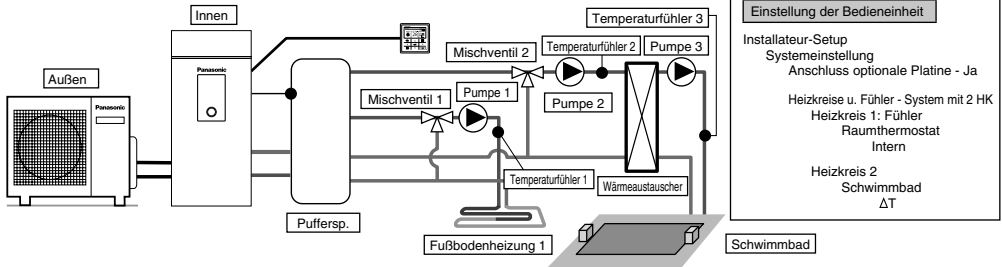 Innen
Außen
Panasonic
Panasonic
Puffersp.
Mischventil 1
Pumpe 1
Temperaturfühler 1
Fußbodenheizung 1
Mischventil 2
Temperaturfühler 2
Pumpe 2
Pumpe 3
Temperaturfühler 3
Wärmeaustauscher
Schwimmbad
Einstellung der Bedieneinheit
Installateur-Setup
Systemeinstellung
Anschluss optionale Platine - Ja
Heizkreise u. Fühler - System mit 2 HK
Heizkreis 1: Fühler
Raumthermostat
Intern
Heizkreis 2
Schwimmbad
ΔT